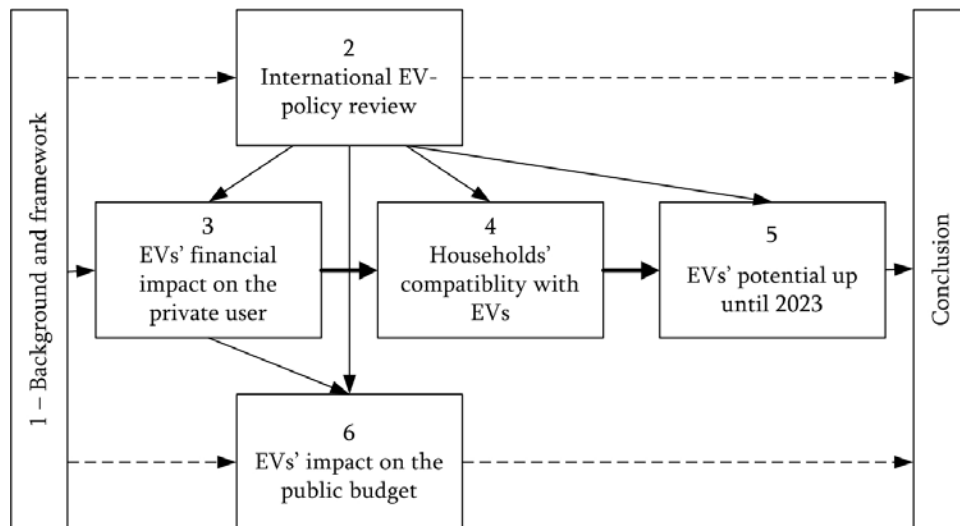 1 – Background and framework
2
International EV-
policy review
3
EVs’ financial
impact on the
private user
4
Households’
compatiblity with
EVs
5
EVs’ potential up
until 2023
6
EVs’ impact on the
public budget
Conclusion